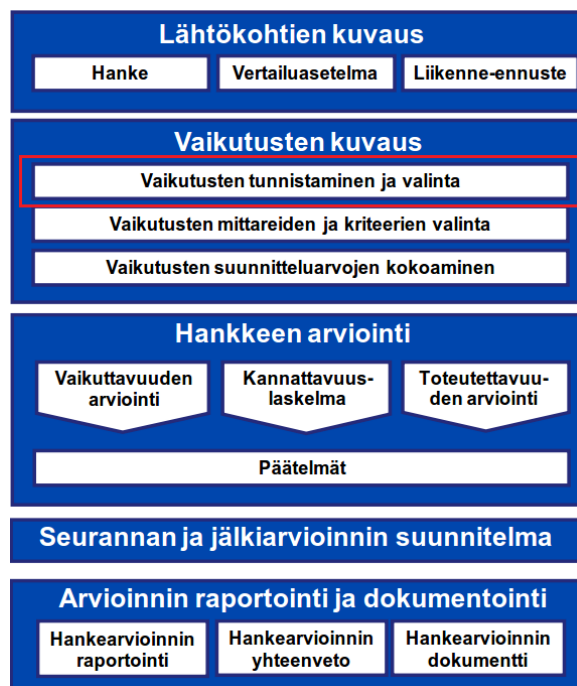 Lähtökohtien kuvaus
Hanke
Vertailuasetelma
Liikenne-ennuste
Vaikutusten kuvaus
Vaikutusten tunnistaminen ja valinta
Vaikutusten mittareiden ja kriteerien valinta
Vaikutusten suunnitteluarvojen kokoaminen
Hankkeen arviointi
Vaikuttavuuden
arviointi
Kannattavuus-
laskelma
Toteutettavuu-
den arviointi
Päätelmät
Seurannan ja jälkiarvioinnin suunnitelma
Arvioinnin raportointi ja dokumentointi
Hankearvioinnin
raportointi
Hankearvioinnin
yhteenveto
Hankearvioinnin
dokumentti